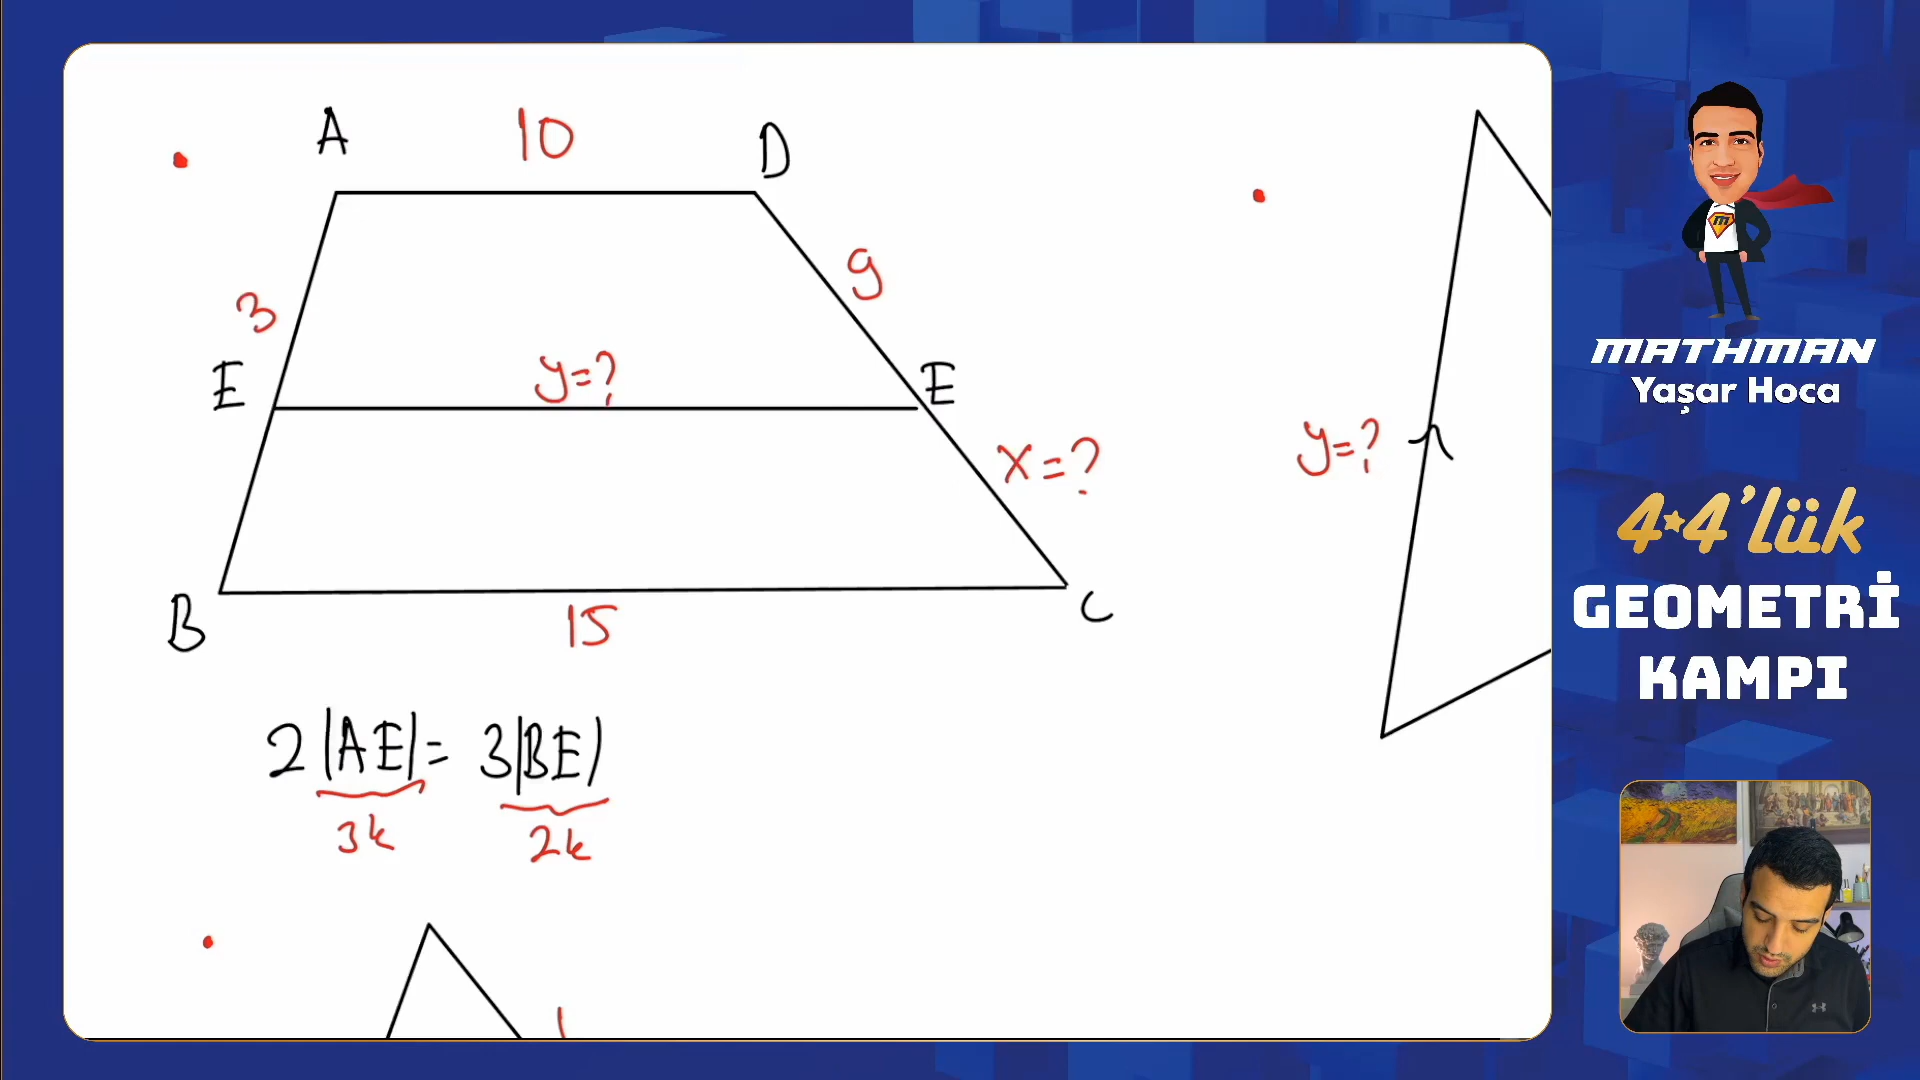 A 10 D
3 9
E y=? E
x=?
B 15 C
2|AE| = 3|BE|
3k 2k
y=?
MATHMAN
Yaşar Hoca
4★4'lük
GEOMETRİ
KAMPI